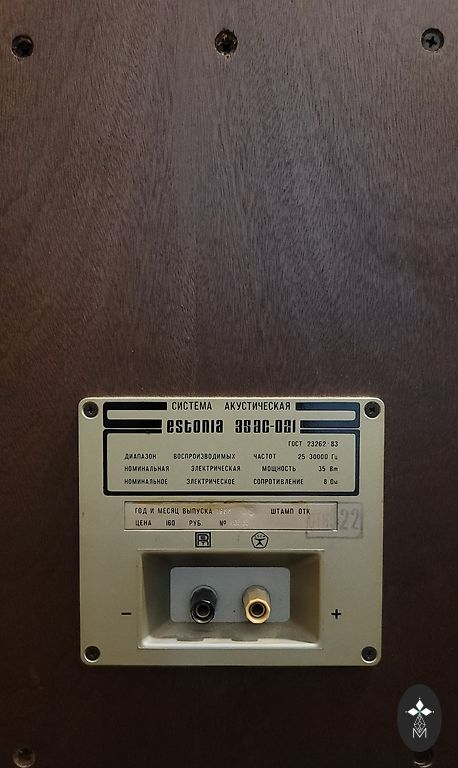 СИСТЕМА АКУСТИЧЕСКАЯ
estonia 35AC-021
ГОСТ 23262-83
ДИАПАЗОН ВОСПРОИЗВОДИМЫХ ЧАСТОТ 25-30000 Гц
НОМИНАЛЬНАЯ ЭЛЕКТРИЧЕСКАЯ МОЩНОСТЬ 35 Вт
НОМИНАЛЬНОЕ ЭЛЕКТРИЧЕСКОЕ СОПРОТИВЛЕНИЕ 8 Ом
ГОД И МЕСЯЦ ВЫПУСКА ШТАМП ОТК
ЦЕНА 160 РУБ. №
22
- +
M